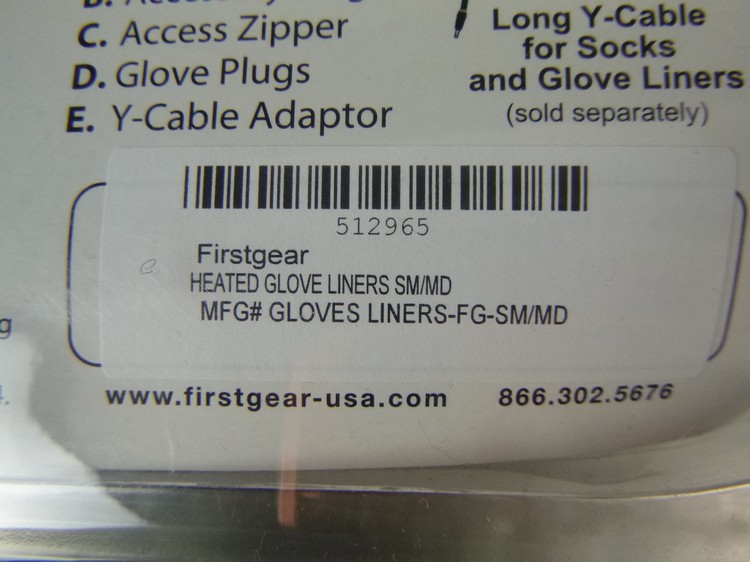 C. Access Zipper
D. Glove Plugs
E. Y-Cable Adaptor
Long Y-Cable
for Socks
and Glove Liners
(sold separately)
512965
Firstgear
HEATED GLOVE LINERS SM/MD
MFG# GLOVES LINERS-FG-SM/MD
www.firstgear-usa.com 866.302.5676